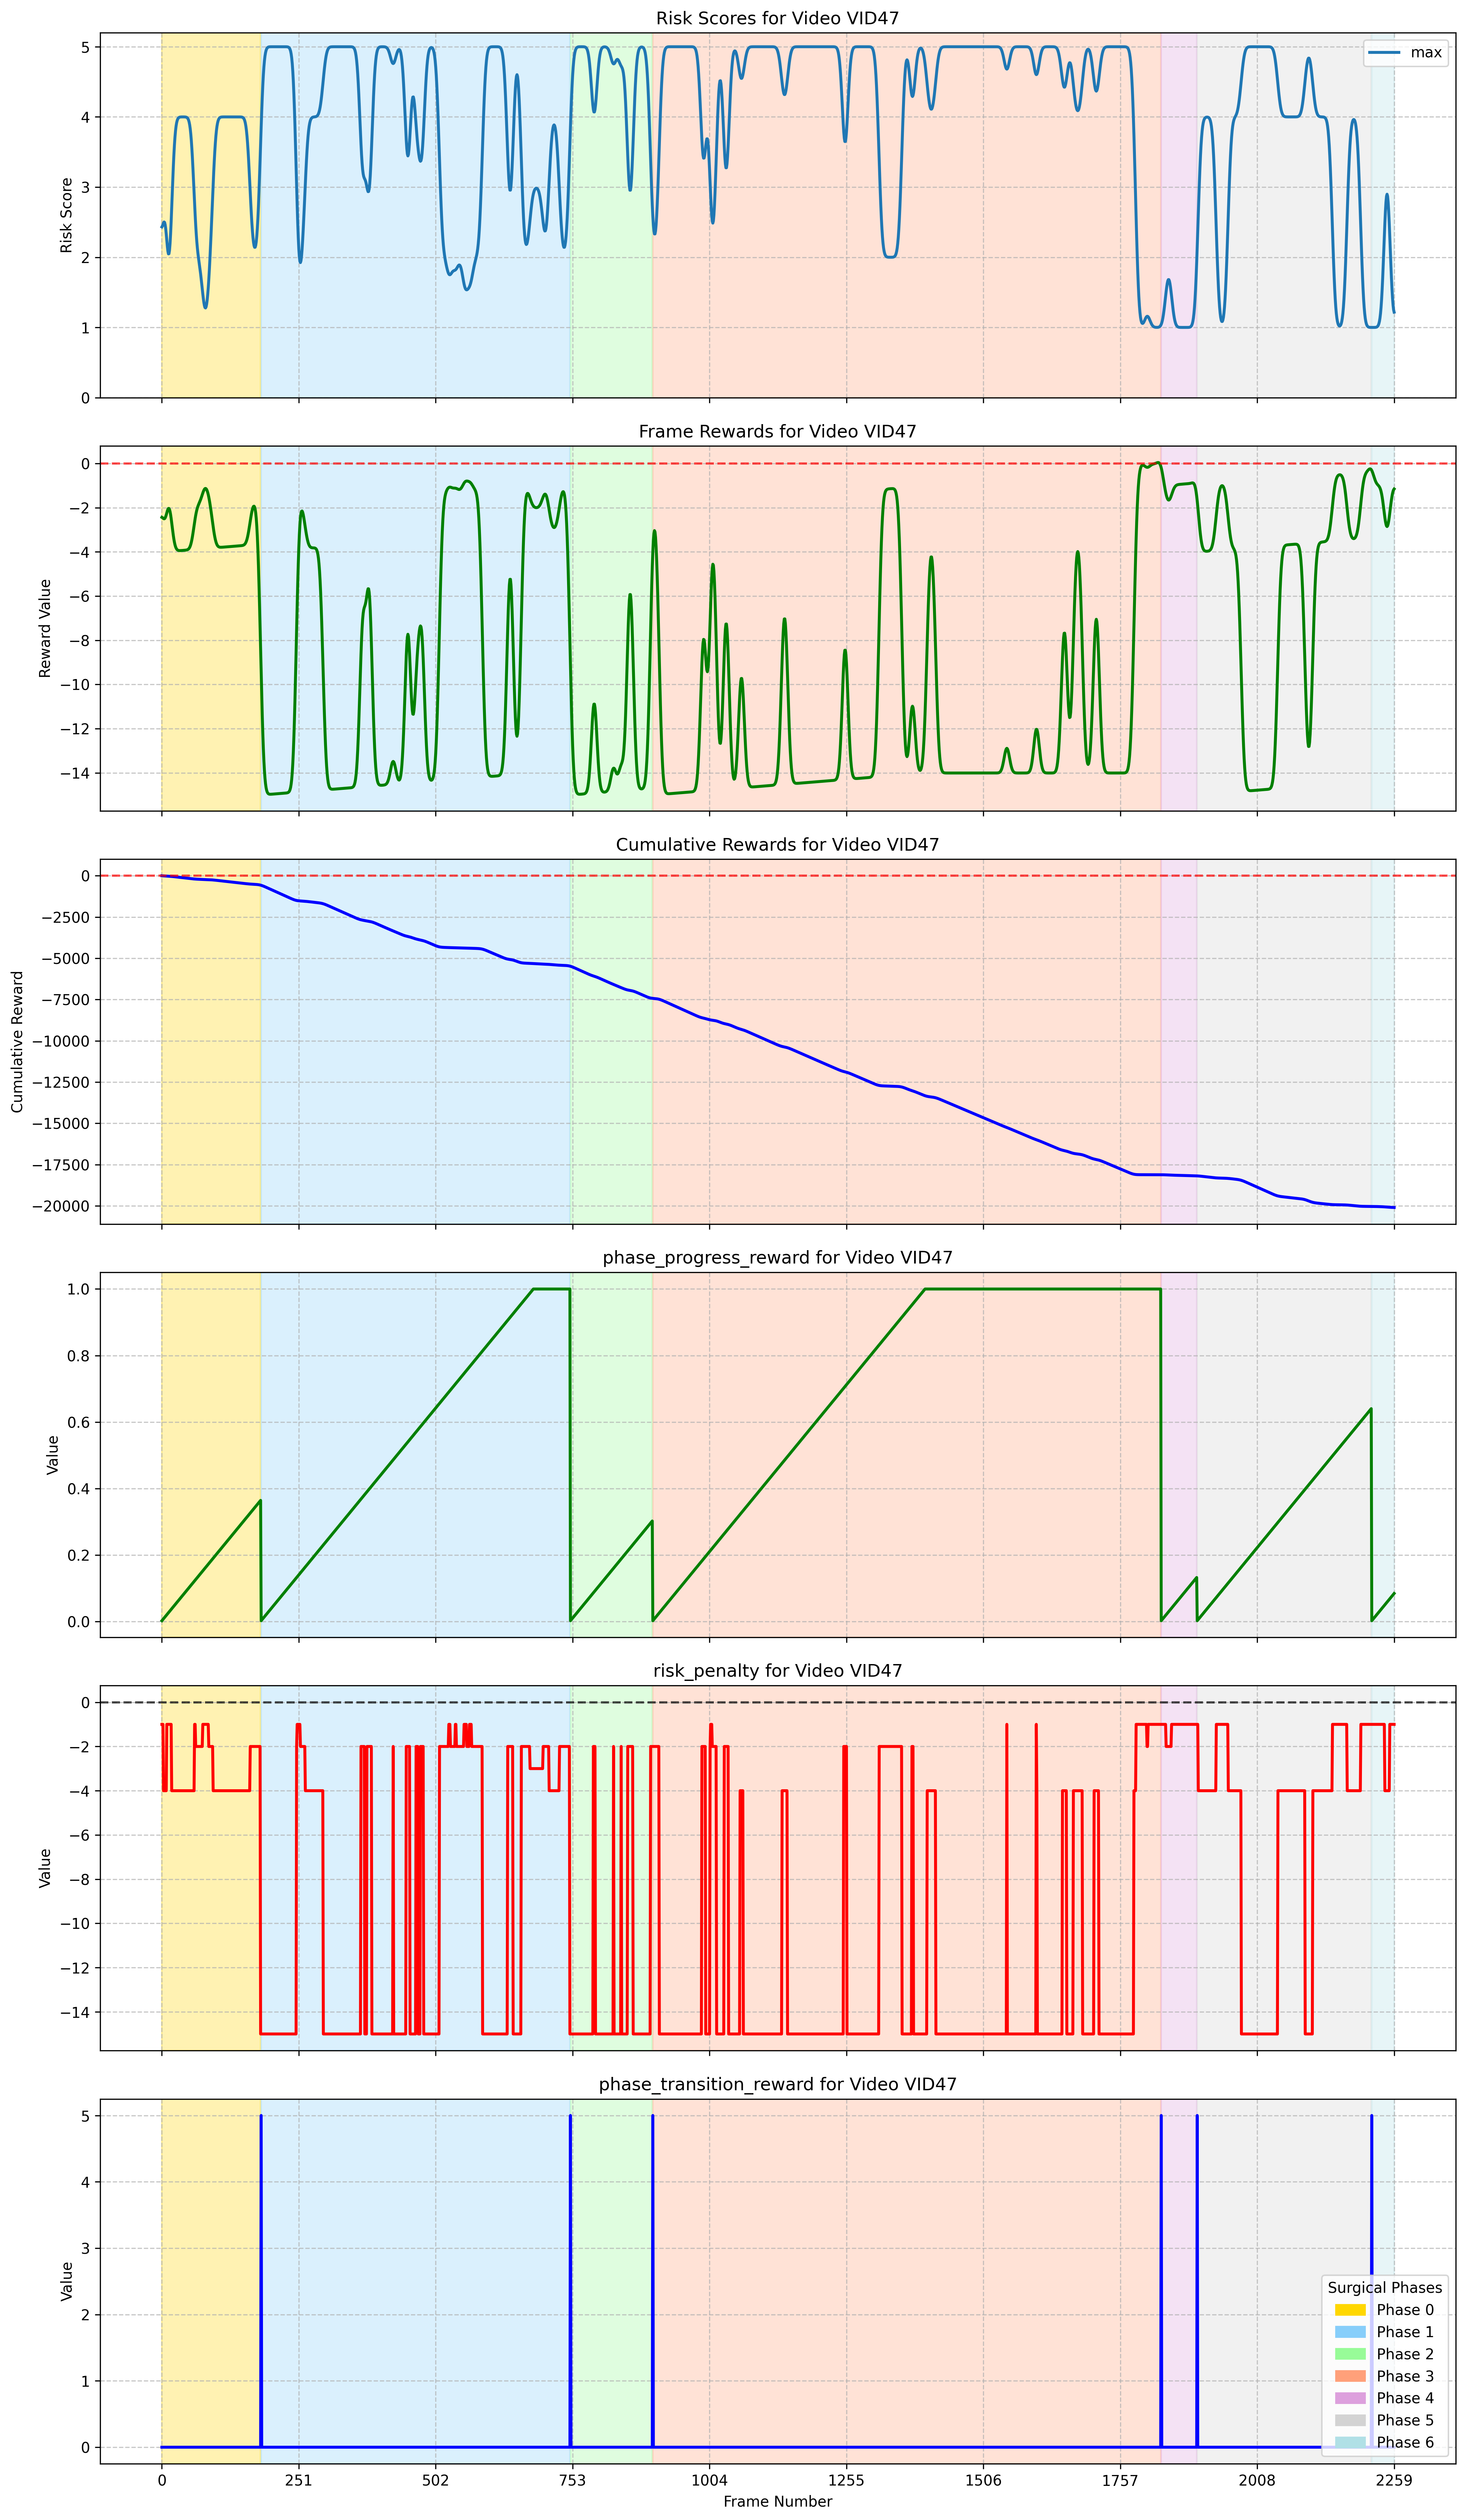 Risk Scores for Video VID47
max
5
4
3
2
1
0
Risk Score
Frame Rewards for Video VID47
0
−2
−4
−6
−8
−10
−12
−14
Reward Value
Cumulative Rewards for Video VID47
0
−2500
−5000
−7500
−10000
−12500
−15000
−17500
−20000
Cumulative Reward
phase_progress_reward for Video VID47
1.0
0.8
0.6
0.4
0.2
0.0
Value
risk_penalty for Video VID47
0
−2
−4
−6
−8
−10
−12
−14
Value
phase_transition_reward for Video VID47
5
4
3
2
1
0
Value
Surgical Phases
Phase 0
Phase 1
Phase 2
Phase 3
Phase 4
Phase 5
Phase 6
0 251 502 753 1004 1255 1506 1757 2008 2259
Frame Number